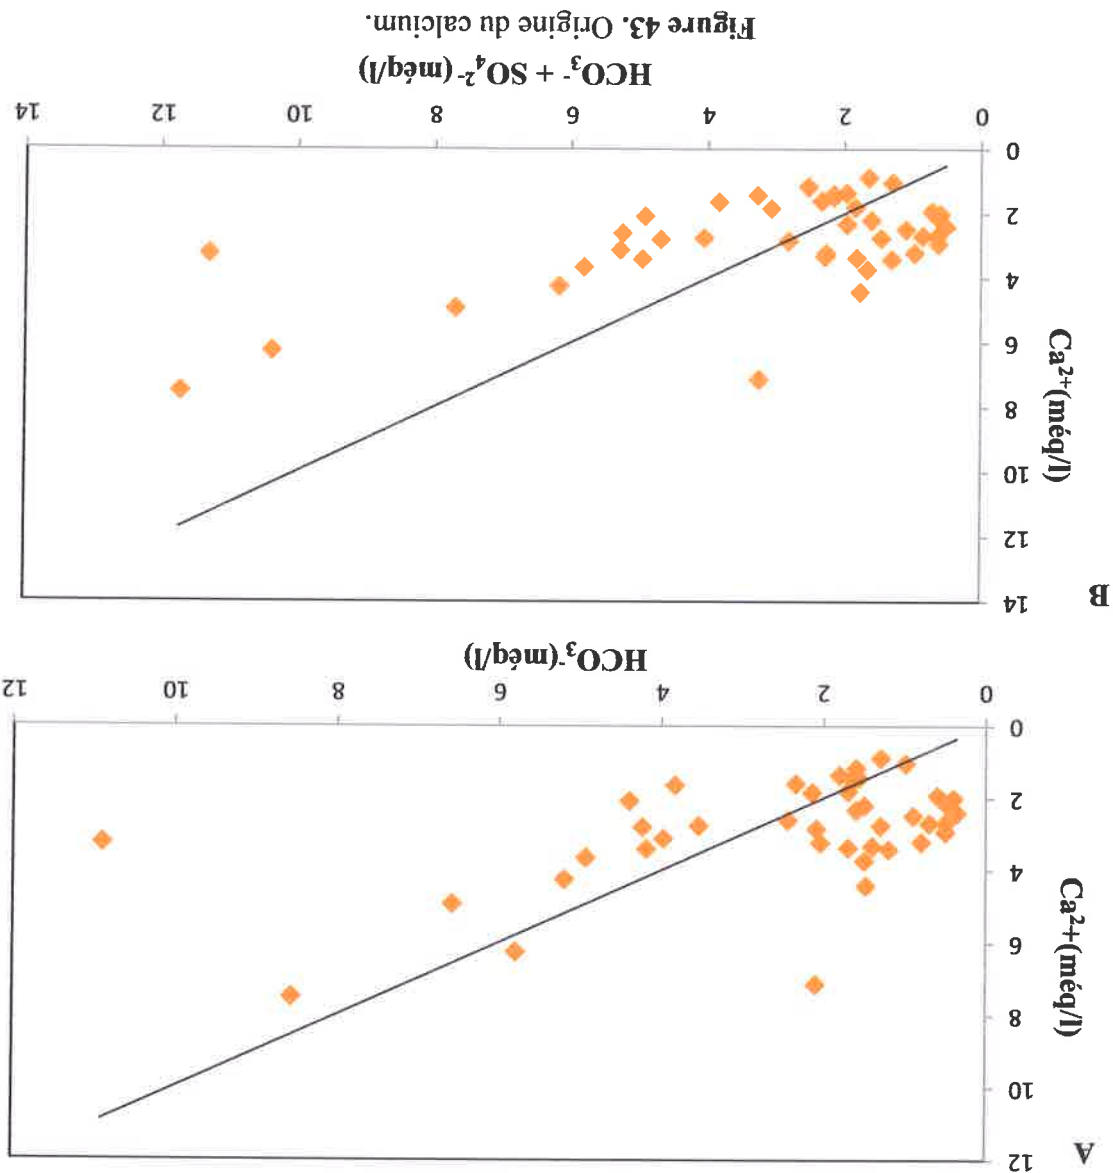 A
12
10
8
6
4
2
0
Ca²⁺(méq/l)
0 2 4 6 8 10 12
HCO₃⁻(méq/l)
B
14
12
10
8
6
4
2
0
Ca²⁺(méq/l)
0 2 4 6 8 10 12 14
HCO₃⁻ + SO₄²⁻ (méq/l)
Figure 43. Origine du calcium.